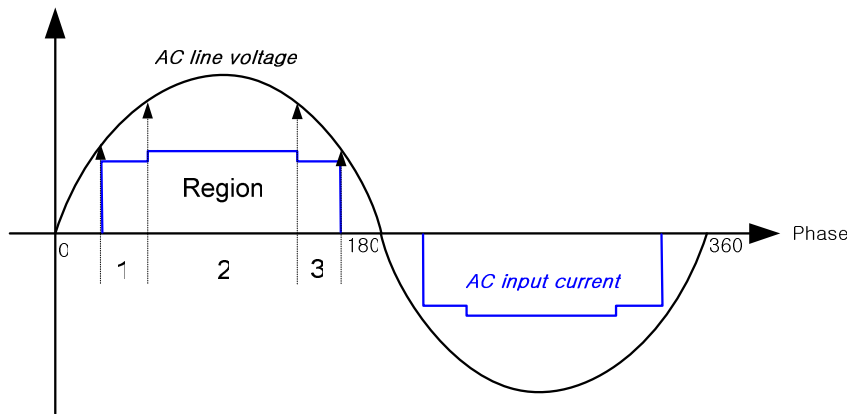 AC line voltage
Region
Phase
0
180
360
1
2
3
AC input current